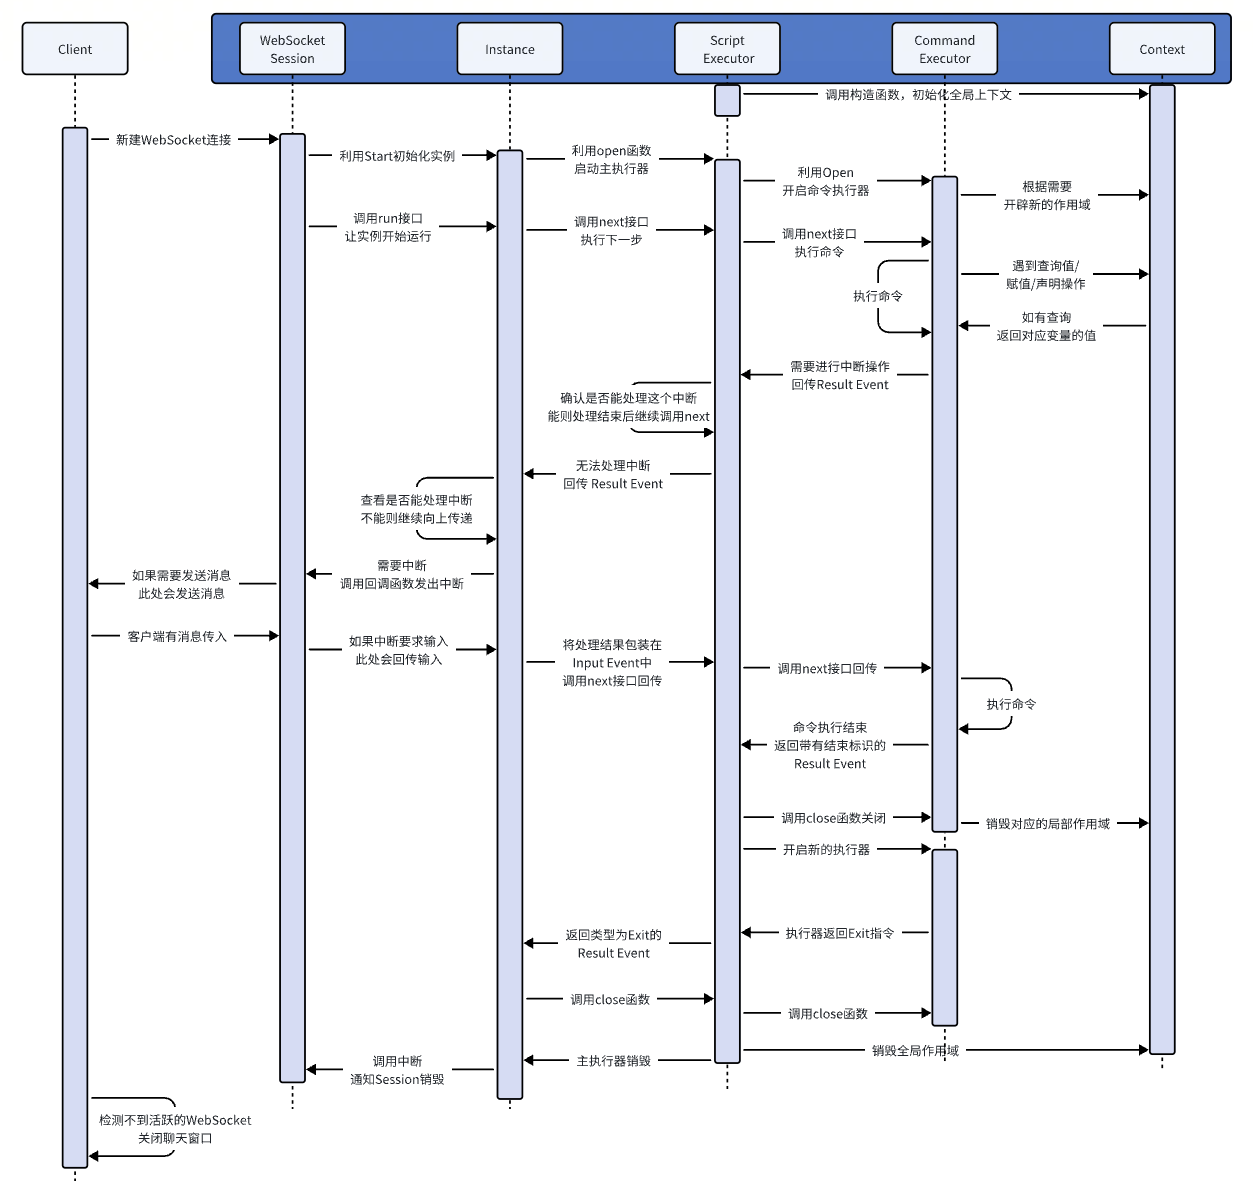 Client
WebSocket
Session
Instance
Script
Executor
Command
Executor
Context
调用构造函数，初始化全局上下文
新建WebSocket连接
利用Start初始化实例
利用open函数
启动主执行器
利用Open
开启命令执行器
根据需要
开辟新的作用域
调用run接口
让实例开始运行
调用next接口
执行下一步
调用next接口
执行命令
遇到查询值/
赋值/声明操作
执行命令
如有查询
返回对应变量的值
需要进行中断操作
回传Result Event
确认是否能处理这个中断
能则处理结束后继续调用next
无法处理中断
回传 Result Event
查看是否能处理中断
不能则继续向上传递
需要中断
调用回调函数发出中断
如果需要发送消息
此处会发送消息
客户端有消息传入
如果中断要求输入
此处会回传输入
将处理结果包装在
Input Event中
调用next接口回传
调用next接口回传
执行命令
命令执行结束
返回带有结束标识的
Result Event
调用close函数关闭
销毁对应的局部作用域
开启新的执行器
执行器返回Exit指令
返回类型为Exit的
Result Event
调用close函数
调用close函数
销毁全局作用域
主执行器销毁
调用中断
通知Session销毁
检测不到活跃的WebSocket
关闭聊天窗口